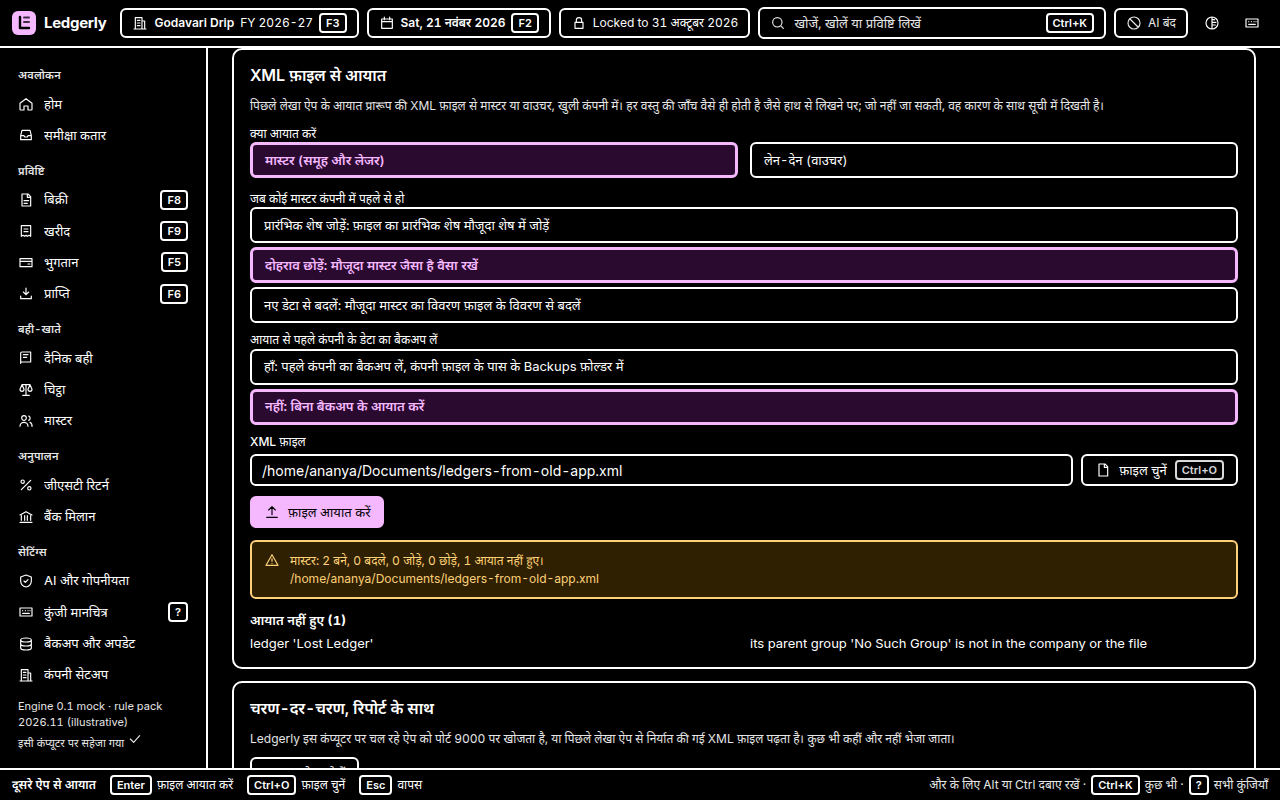 Ledgerly
Godavari Drip FY 2026-27 F3
Sat, 21 नवंबर 2026 F2
Locked to 31 अक्टूबर 2026
खोजें, खोलें या प्रविष्टि लिखें Ctrl+K
AI बंद
अवलोकन
होम
समीक्षा कतार
प्रविष्टि
बिक्री F8
खरीद F9
भुगतान F5
प्राप्ति F6
बही-खाते
दैनिक बही
चिट्ठा
मास्टर
अनुपालन
जीएसटी रिटर्न
बैंक मिलान
सेटिंग्स
AI और गोपनीयता
कुंजी मानचित्र ?
बैकअप और अपडेट
कंपनी सेटअप
Engine 0.1 mock · rule pack
2026.11 (illustrative)
इसी कंप्यूटर पर सहेजा गया
XML फ़ाइल से आयात
पिछले लेखा ऐप के आयात प्रारूप की XML फ़ाइल से मास्टर या वाउचर, खुली कंपनी में। हर वस्तु की जाँच वैसे ही होती है जैसे हाथ से लिखने पर; जो नहीं जा सकती, वह कारण के साथ सूची में दिखती है।
क्या आयात करें
मास्टर (समूह और लेजर)
लेन-देन (वाउचर)
जब कोई मास्टर कंपनी में पहले से हो
प्रारंभिक शेष जोड़ें: फ़ाइल का प्रारंभिक शेष मौजूदा शेष में जोड़ें
दोहराव छोड़ें: मौजूदा मास्टर जैसा है वैसा रखें
नए डेटा से बदलें: मौजूदा मास्टर का विवरण फ़ाइल के विवरण से बदलें
आयात से पहले कंपनी के डेटा का बैकअप लें
हाँ: पहले कंपनी का बैकअप लें, कंपनी फ़ाइल के पास के Backups फ़ोल्डर में
नहीं: बिना बैकअप के आयात करें
XML फ़ाइल
/home/ananya/Documents/ledgers-from-old-app.xml
फ़ाइल चुनें Ctrl+O
फ़ाइल आयात करें
मास्टर: 2 बने, 0 बदले, 0 जोड़े, 0 छोड़े, 1 आयात नहीं हुए।
/home/ananya/Documents/ledgers-from-old-app.xml
आयात नहीं हुए (1)
ledger 'Lost Ledger' its parent group 'No Such Group' is not in the company or the file
चरण-दर-चरण, रिपोर्ट के साथ
Ledgerly इस कंप्यूटर पर चल रहे ऐप को पोर्ट 9000 पर खोजता है, या पिछले लेखा ऐप से निर्यात की गई XML फ़ाइल पढ़ता है। कुछ भी कहीं और नहीं भेजा जाता।
दूसरे ऐप से आयात Enter फ़ाइल आयात करें Ctrl+O फ़ाइल चुनें Esc वापस
और के लिए Alt या Ctrl दबाए रखें · Ctrl+K कुछ भी · ? सभी कुंजियाँ